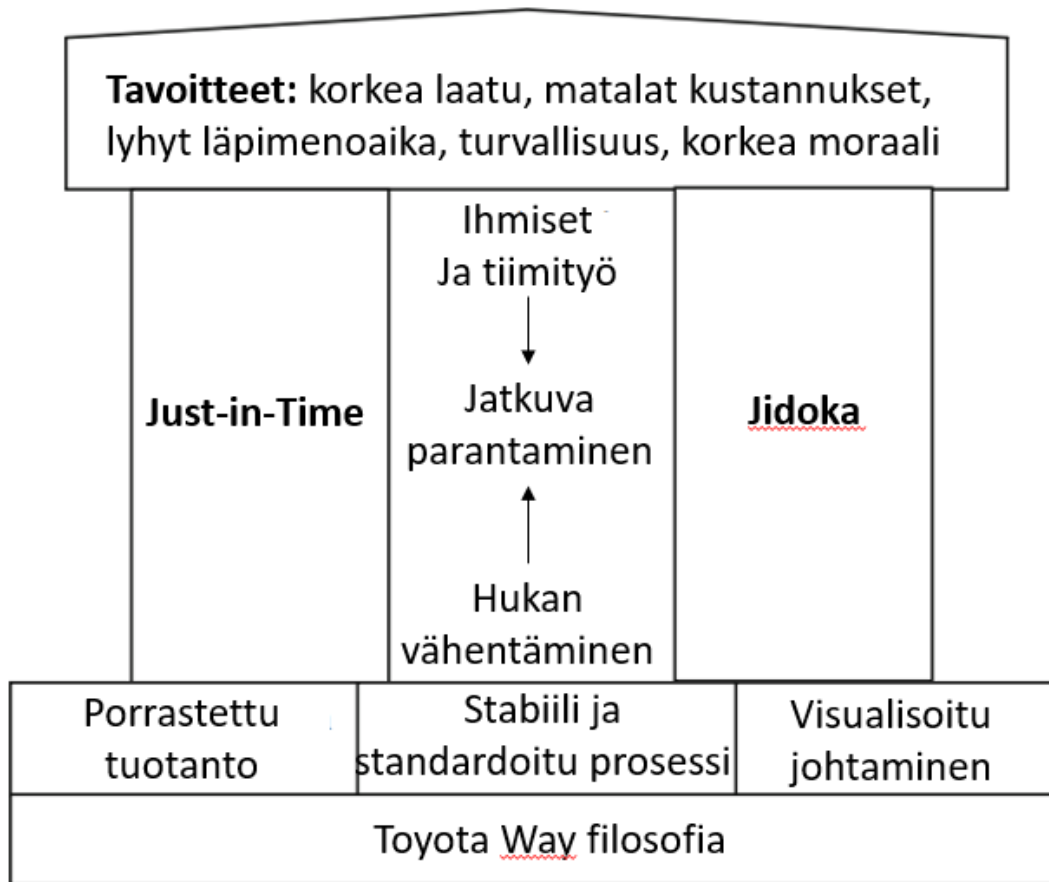 Tavoitteet: korkea laatu, matalat kustannukset,
lyhyt läpimenoaika, turvallisuus, korkea moraali
Just-in-Time
Ihmiset
Ja tiimityö
Jatkuva
parantaminen
Hukan
vähentäminen
Jidoka
Porrastettu
tuotanto
Stabiili ja
standardoitu prosessi
Visualisoitu
johtaminen
Toyota Way filosofia